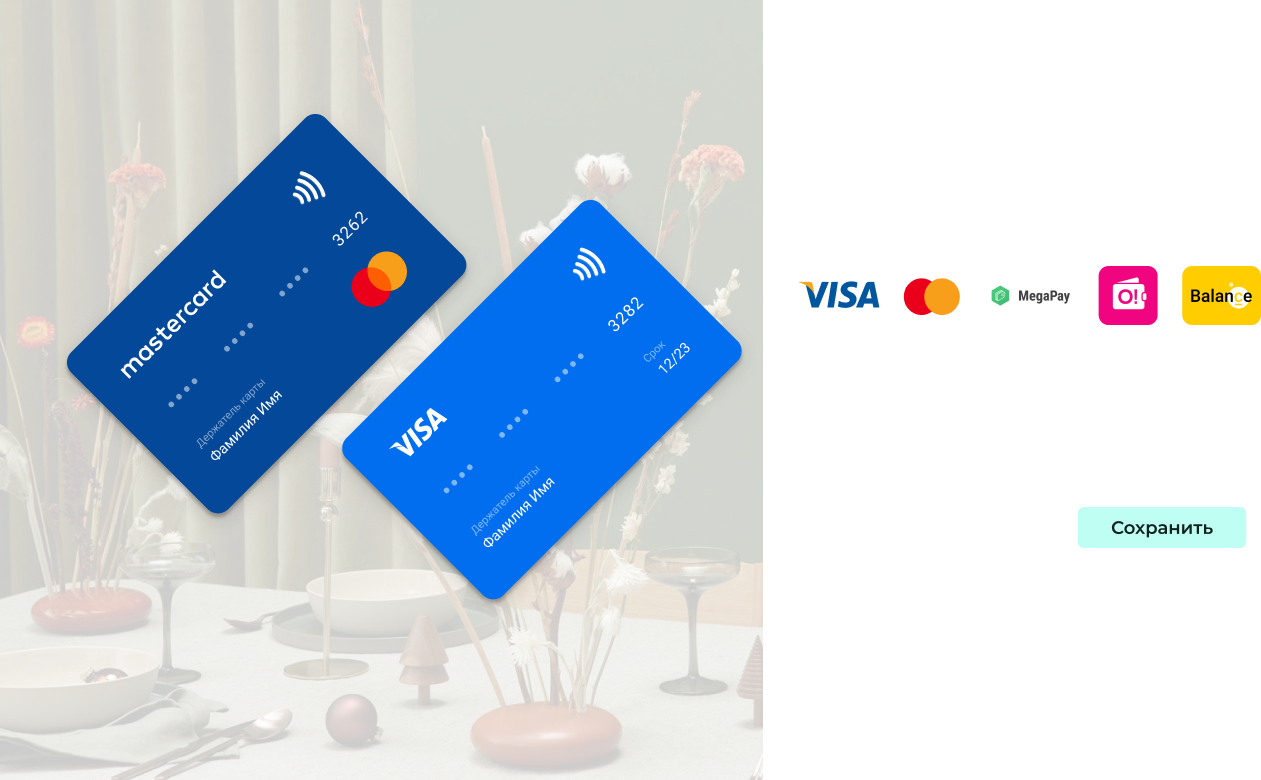 mastercard
3262
Держатель карты
Фамилия Имя
VISA
3282
Срок
12/23
Держатель карты
Фамилия Имя
VISA
MegaPay
O!
Balance
Сохранить